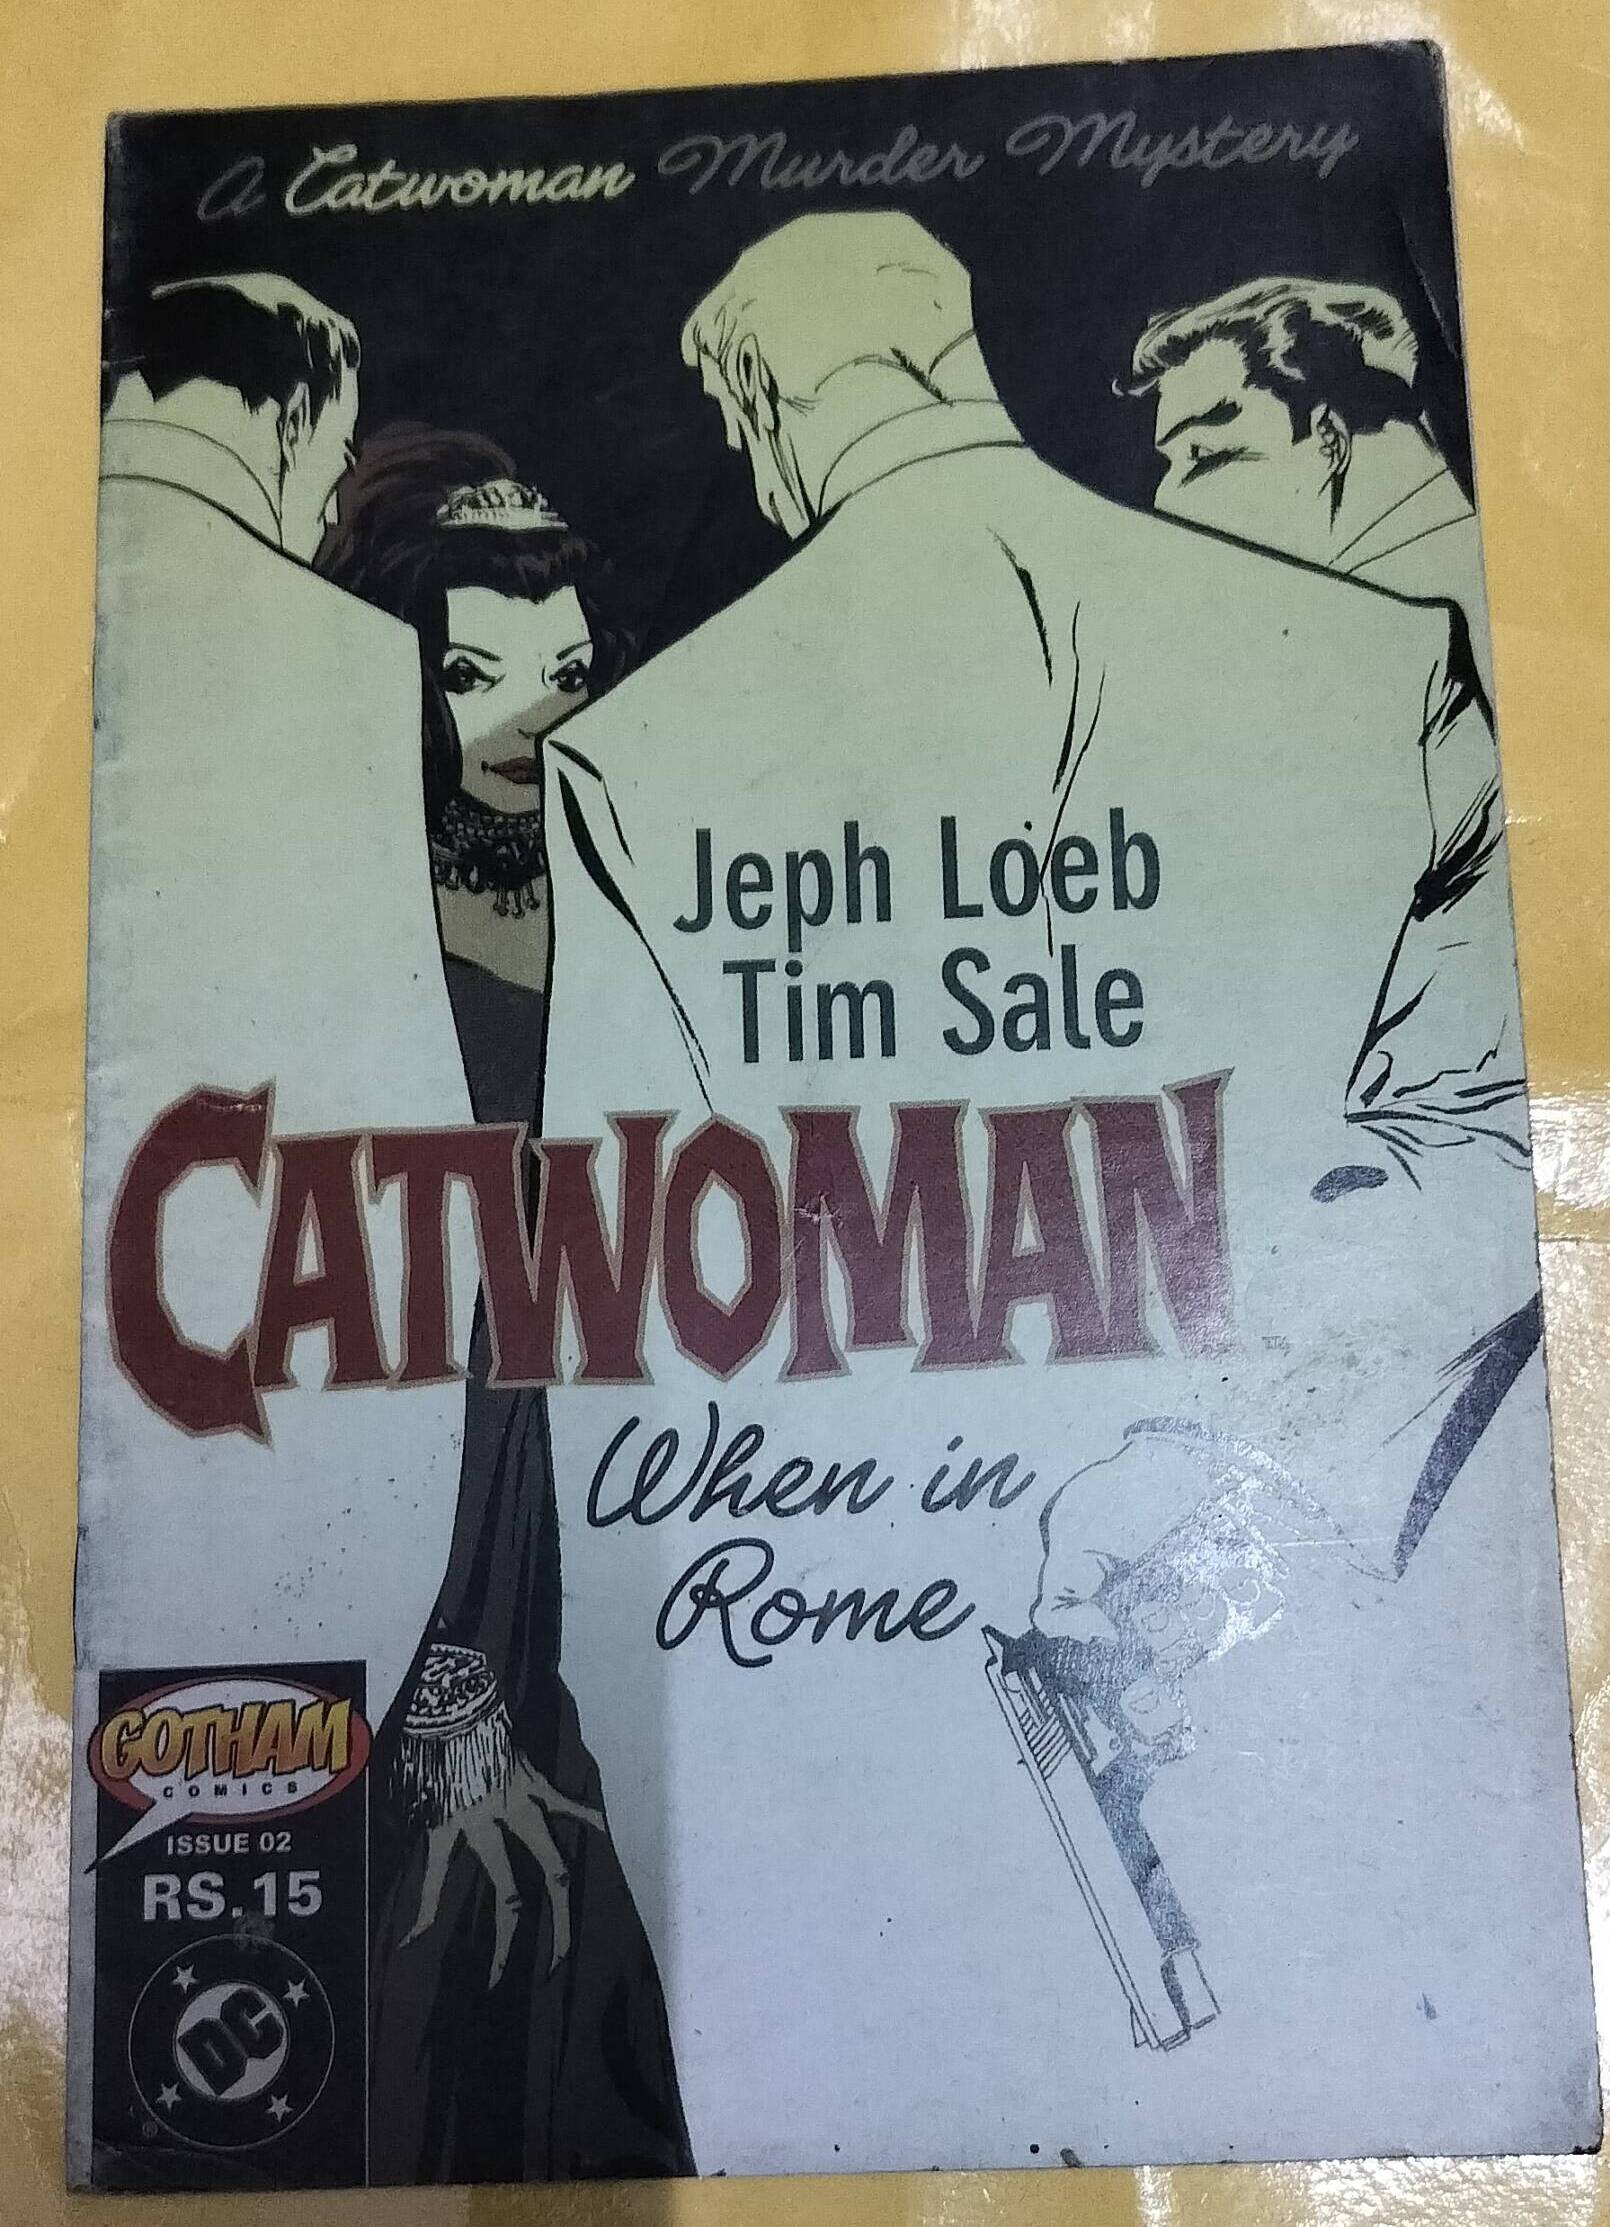 A Catwoman Murder Mystery
Jeph Loeb
Tim Sale
CATWOMAN
When in
Rome
GOTHAM
COMICS
ISSUE 02
RS. 15
DC